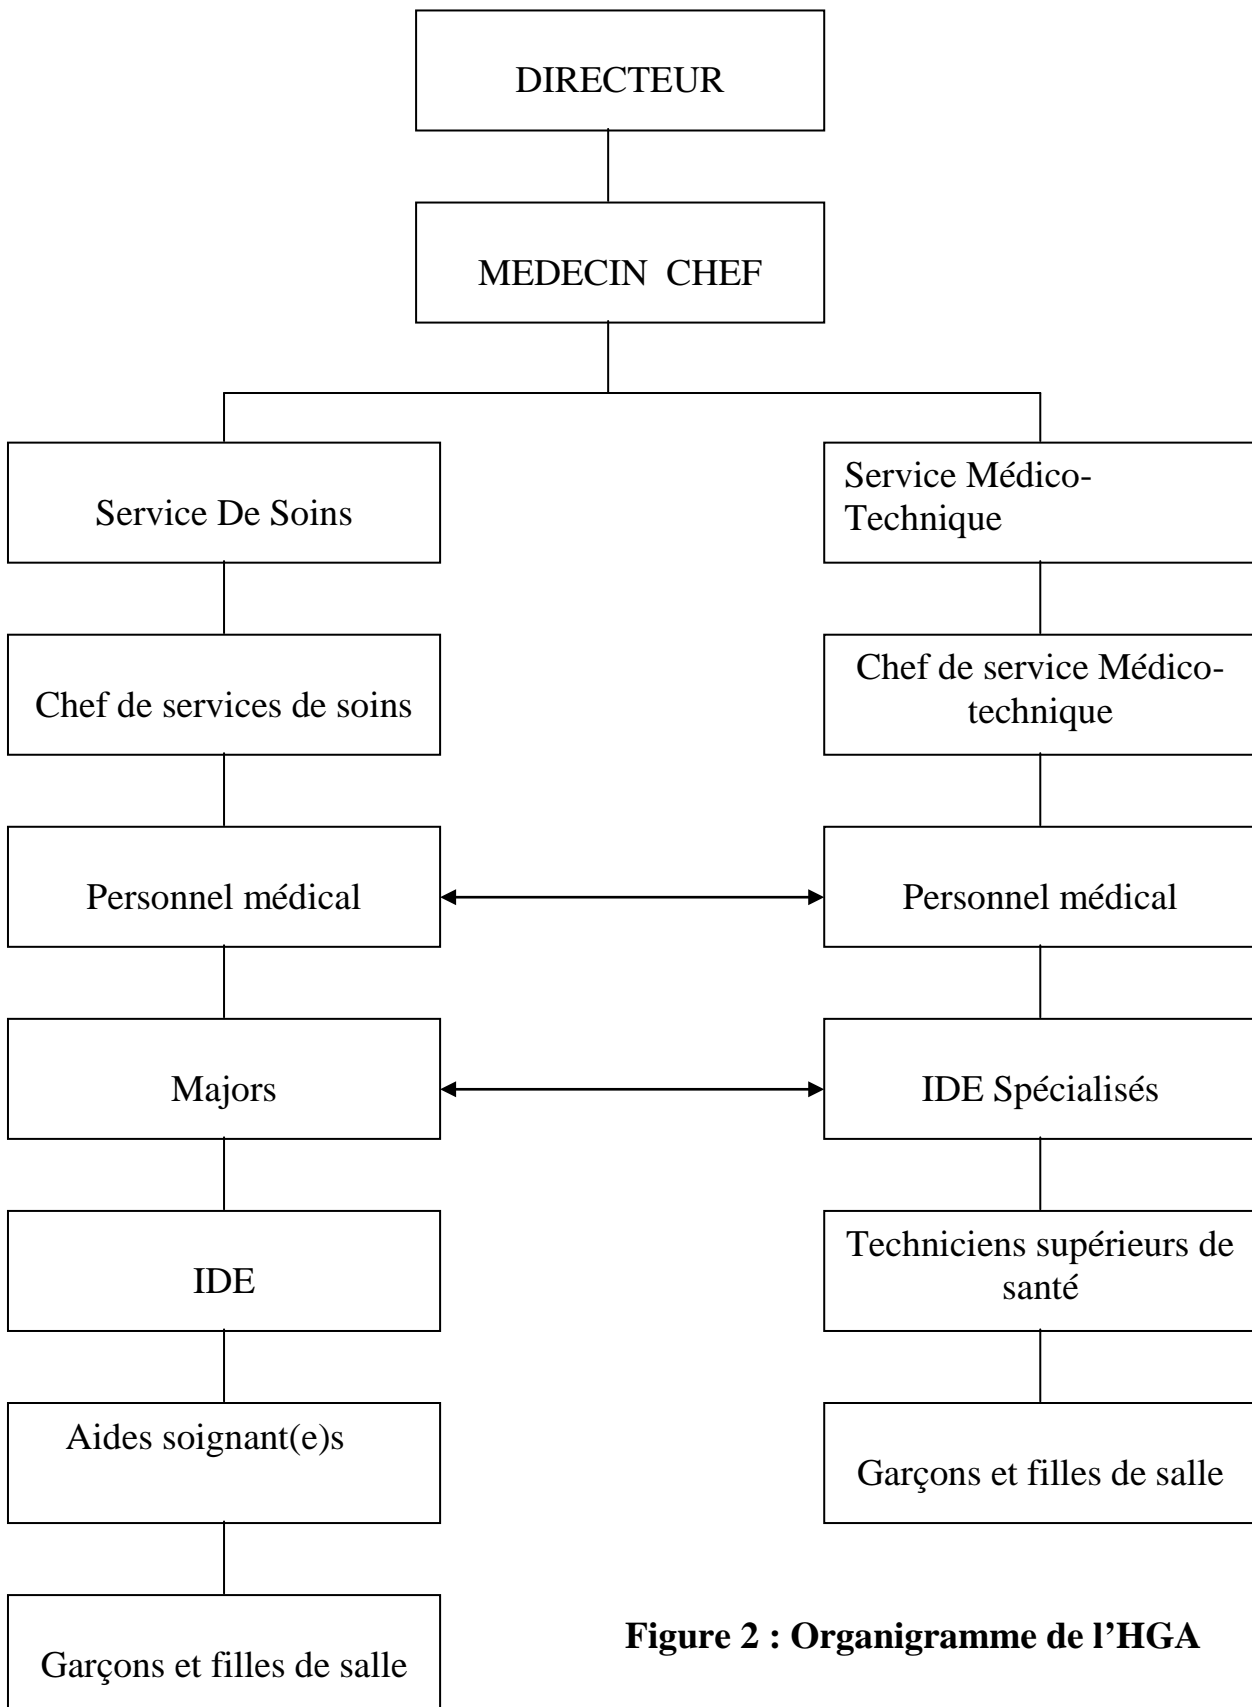 DIRECTEUR
MEDECIN CHEF
Service De Soins
Service Médico-
Technique
Chef de services de soins
Chef de service Médico-
technique
Personnel médical
Personnel médical
Majors
IDE Spécialisés
IDE
Techniciens supérieurs de
santé
Aides soignant(e)s
Garçons et filles de salle
Garçons et filles de salle
Figure 2 : Organigramme de l’HGA